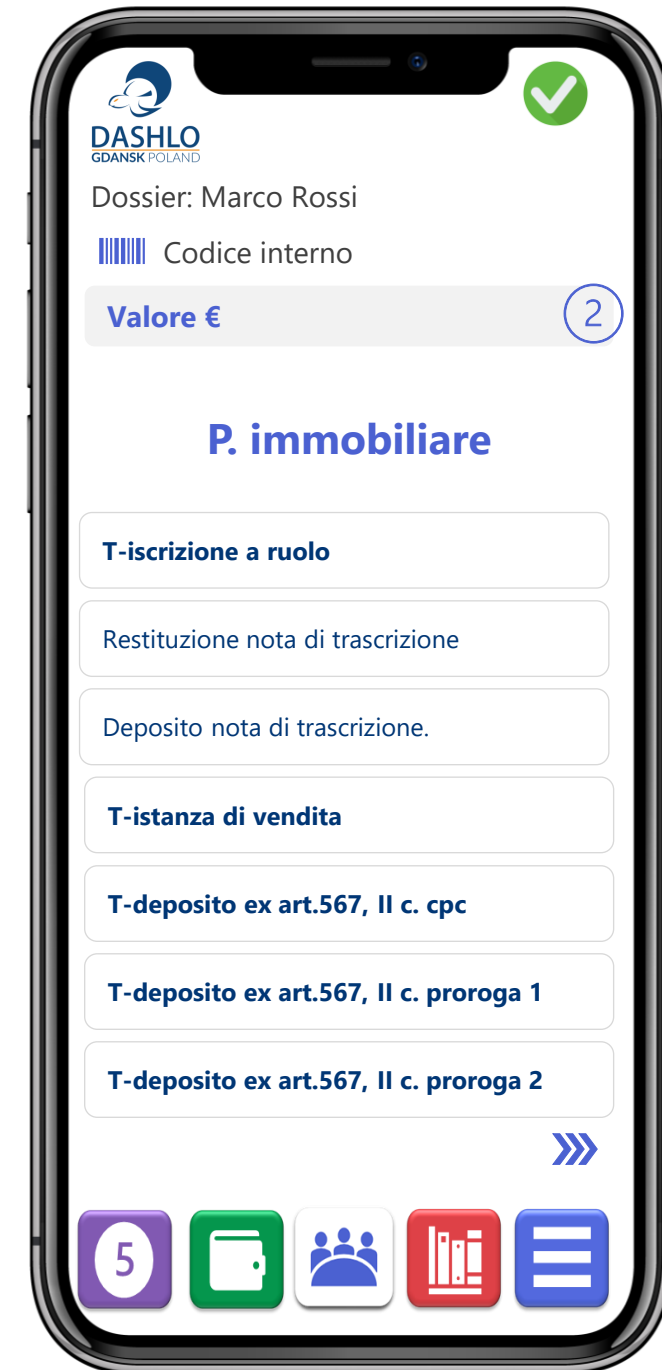 DASHLO
GDANSK POLAND
Dossier: Marco Rossi
Codice interno
Valore €
2
P. immobiliare
T-iscrizione a ruolo
Restituzione nota di trascrizione
Deposito nota di trascrizione.
T-istanza di vendita
T-deposito ex art.567, II c. cpc
T-deposito ex art.567, II c. proroga 1
T-deposito ex art.567, II c. proroga 2
5